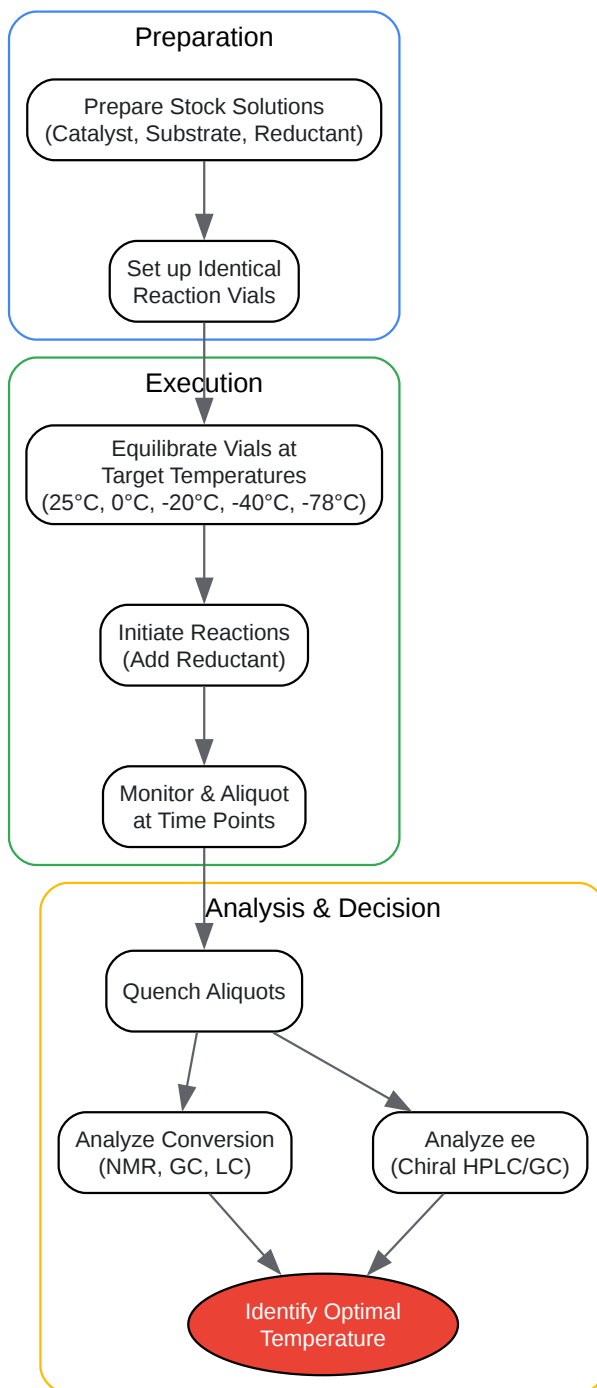 Preparation
Prepare Stock Solutions
(Catalyst, Substrate, Reductant)
Set up Identical
Reaction Vials
Execution
Equilibrate Vials at
Target Temperatures
(25°C, 0°C, -20°C, -40°C, -78°C)
Initiate Reactions
(Add Reductant)
Monitor & Aliquot
at Time Points
Analysis & Decision
Quench Aliquots
Analyze Conversion
(NMR, GC, LC)
Analyze ee
(Chiral HPLC/GC)
Identify Optimal
Temperature